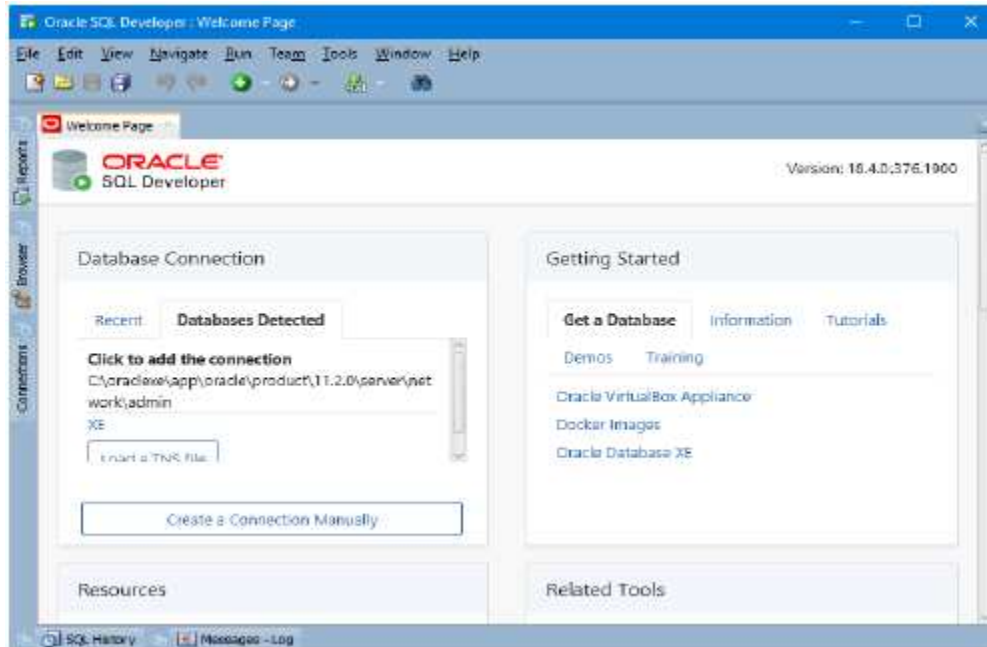 Oracle SQL Developer : Welcome Page
File Edit View Navigate Run Team Tools Window Help
Welcome Page
Reports
Browser
Connections
ORACLE
SQL Developer
Version: 18.4.0.376.1900
Database Connection
Recent Databases Detected
Click to add the connection
C:\oraclexe\app\oracle\product\11.2.0\server\net
work\admin
XE
Load a TNS file
Create a Connection Manually
Getting Started
Get a Database Information Tutorials
Demos Training
Oracle VirtualBox Appliance
Docker Images
Oracle Database XE
Resources
Related Tools
SQL History Messages - Log